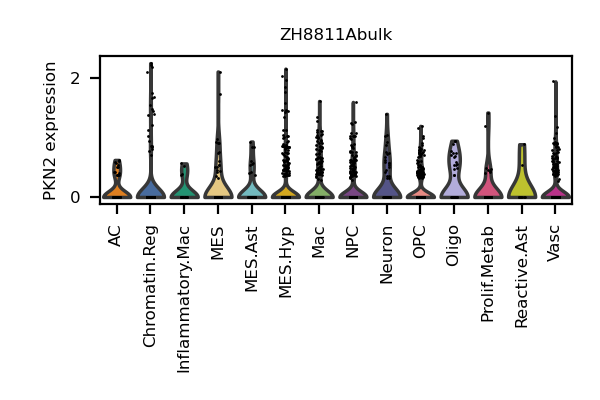 ZH8811Abulk
PKN2 expression
2
0
AC
Chromatin.Reg
Inflammatory.Mac
MES
MES.Ast
MES.Hyp
Mac
NPC
Neuron
OPC
Oligo
Prolif.Metab
Reactive.Ast
Vasc